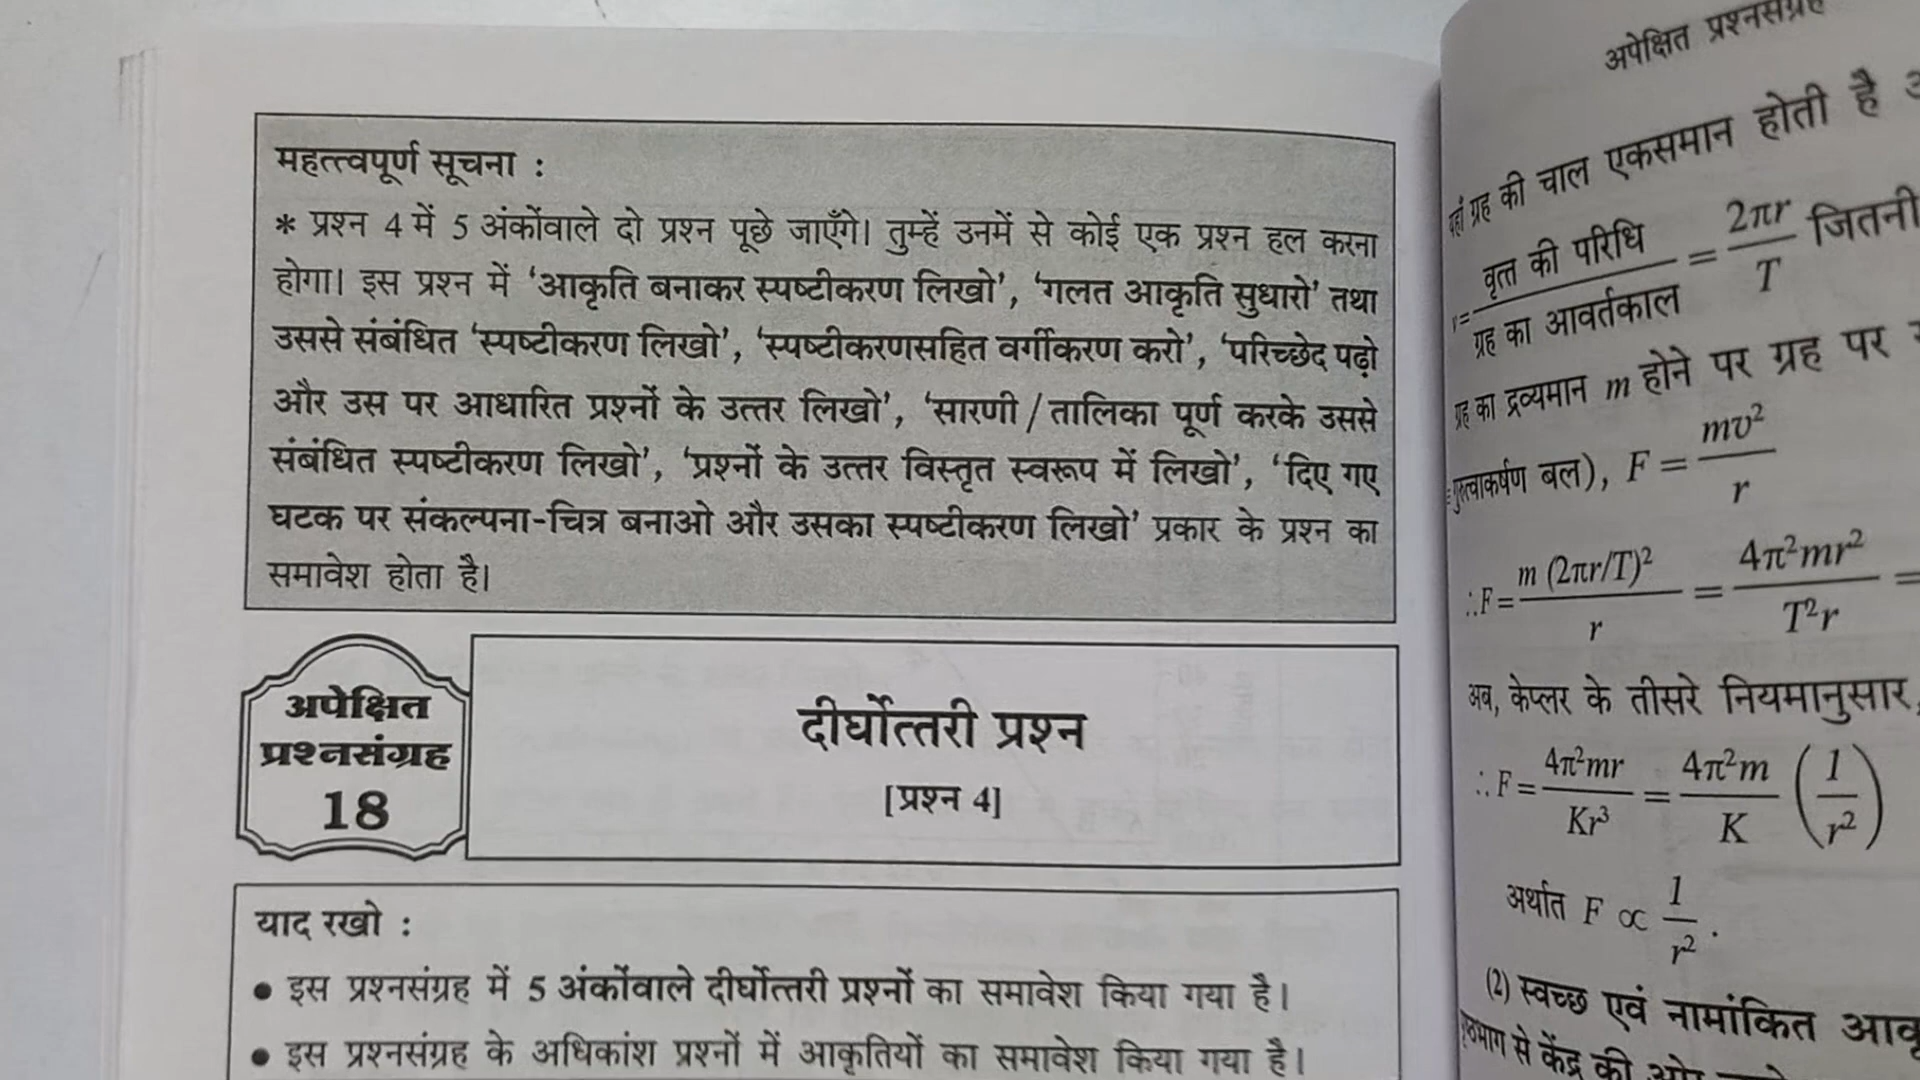 महत्त्वपूर्ण सूचना :
* प्रश्न 4 में 5 अंकोंवाले दो प्रश्न पूछे जाएँगे। तुम्हें उनमें से कोई एक प्रश्न हल करना
होगा। इस प्रश्न में ‘आकृति बनाकर स्पष्टीकरण लिखो’, ‘गलत आकृति सुधारो’ तथा
उससे संबंधित ‘स्पष्टीकरण लिखो’, ‘स्पष्टीकरणसहित वर्गीकरण करो’, ‘परिच्छेद पढ़ो
और उस पर आधारित प्रश्नों के उत्तर लिखो’, ‘सारणी / तालिका पूर्ण करके उससे
संबंधित स्पष्टीकरण लिखो’, ‘प्रश्नों के उत्तर विस्तृत स्वरूप में लिखो’, ‘दिए गए
घटक पर संकल्पना-चित्र बनाओ और उसका स्पष्टीकरण लिखो’ प्रकार के प्रश्न का
समावेश होता है।
अपेक्षित
प्रश्नसंग्रह
18
दीर्घोत्तरी प्रश्न
[प्रश्न 4]
याद रखो :
● इस प्रश्नसंग्रह में 5 अंकोंवाले दीर्घोत्तरी प्रश्नों का समावेश किया गया है।
● इस प्रश्नसंग्रह के अधिकांश प्रश्नों में आकृतियों का समावेश किया गया है।
अपेक्षित प्रश्नसंग्रह
ग्रह की चाल एकसमान होती है
v = वृत्त की परिधि / ग्रह का आवर्तकाल = 2πr / T जितनी
ग्रह का द्रव्यमान m होने पर ग्रह पर
गुरुत्वाकर्षण बल), F = mv² / r
∴ F = m (2πr/T)² / r = 4π²mr² / T²r =
अब, केप्लर के तीसरे नियमानुसार,
∴ F = 4π²mr / Kr³ = 4π²m / K (1 / r²)
अर्थात F ∝ 1 / r² .
(2) स्वच्छ एवं नामांकित
से केंद्र की ओर